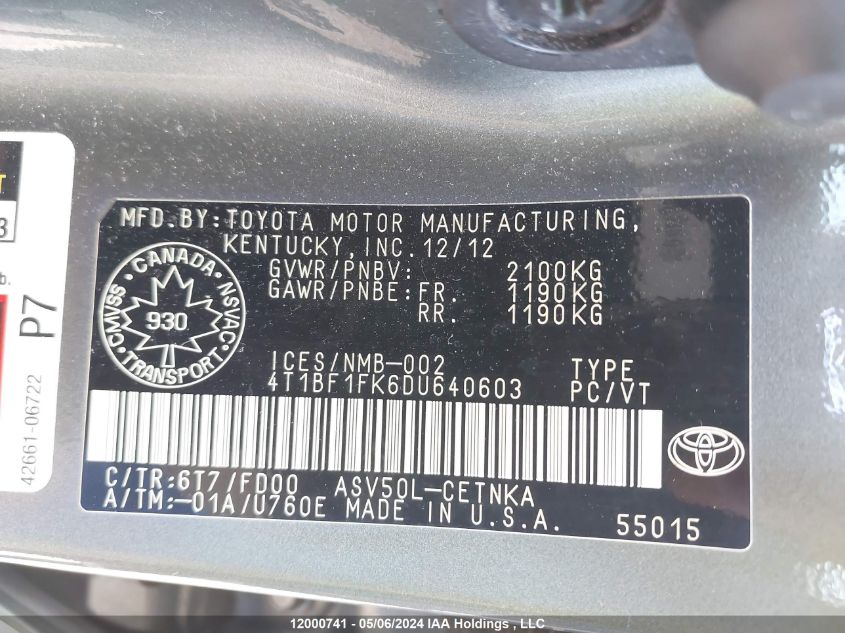 MFD.BY:TOYOTA MOTOR MANUFACTURING,
KENTUCKY,INC.12/12
GVWR/PNBV: 2100KG
GAWR/PNBE:FR. 1190KG
RR. 1190KG
CANADA
CMVSS 930 NSVAC
TRANSPORT
ICES/NMB-002 TYPE
4T1BF1FK6DU640603 PC/VT
C/TR:6T7/FD00 ASV50L-CETNKA
A/TM:-01A/U760E MADE IN U.S.A. 55015
T
3
b.
P7
42661-06722
12000741 - 05/06/2024 IAA Holdings , LLC